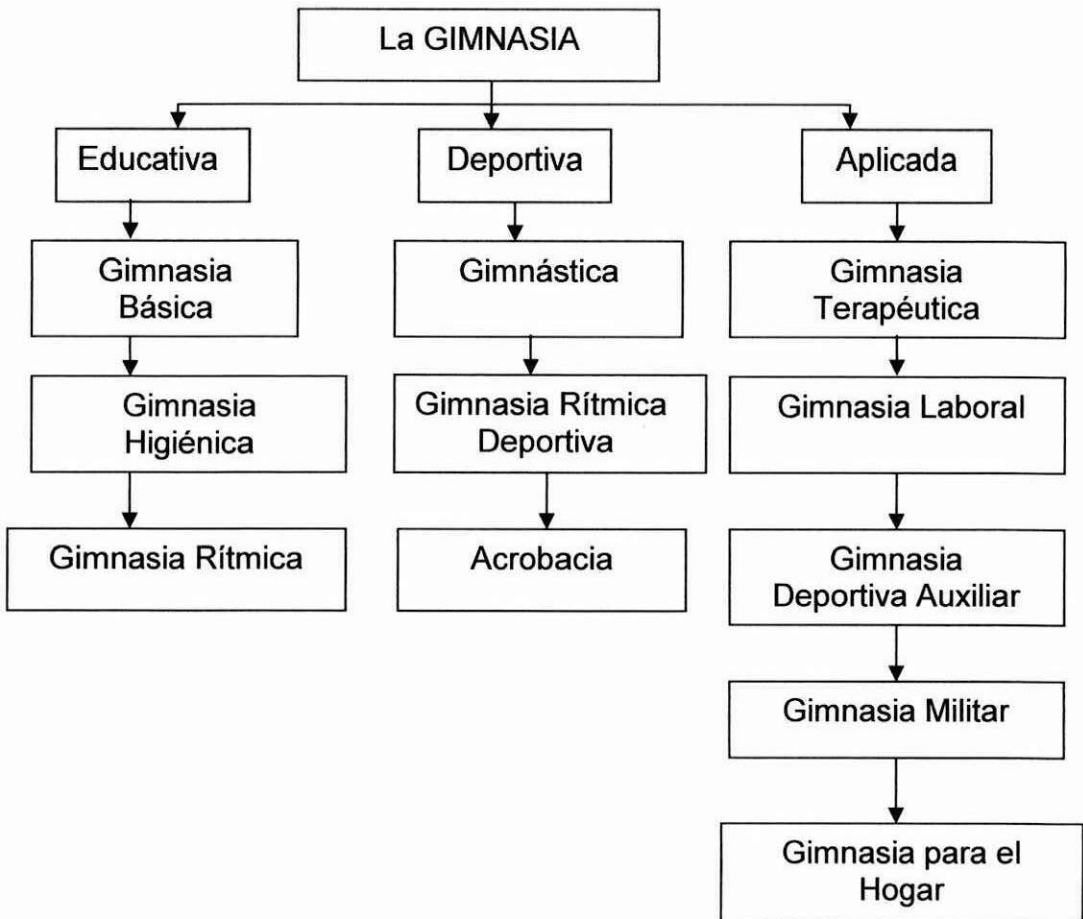 La GIMNASIA
Educativa
Deportiva
Aplicada
Gimnasia
Básica
Gimnástica
Gimnasia
Terapéutica
Gimnasia
Higiénica
Gimnasia Rítmica
Deportiva
Gimnasia Laboral
Gimnasia Rítmica
Acrobacia
Gimnasia
Deportiva Auxiliar
Gimnasia Militar
Gimnasia para el
Hogar